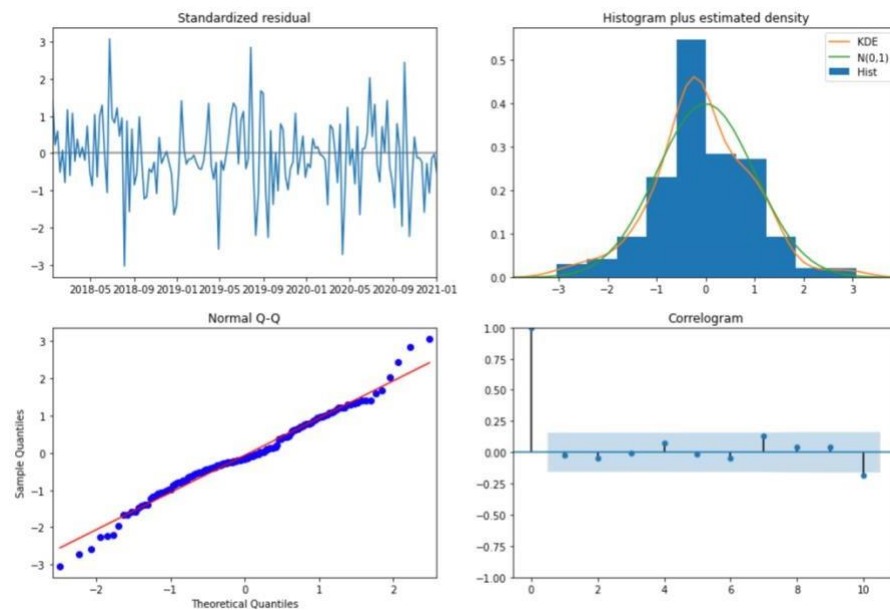 Standardized residual
3
2
1
0
−1
−2
−3
2018-05 2018-09 2019-01 2019-05 2019-09 2020-01 2020-05 2020-09 2021-01
Histogram plus estimated density
KDE
N(0,1)
Hist
0.5
0.4
0.3
0.2
0.1
0.0
−3 −2 −1 0 1 2 3
Normal Q-Q
Sample Quantiles
3
2
1
0
−1
−2
−3
−2 −1 0 1 2
Theoretical Quantiles
Correlogram
1.00
0.75
0.50
0.25
0.00
−0.25
−0.50
−0.75
−1.00
0 2 4 6 8 10